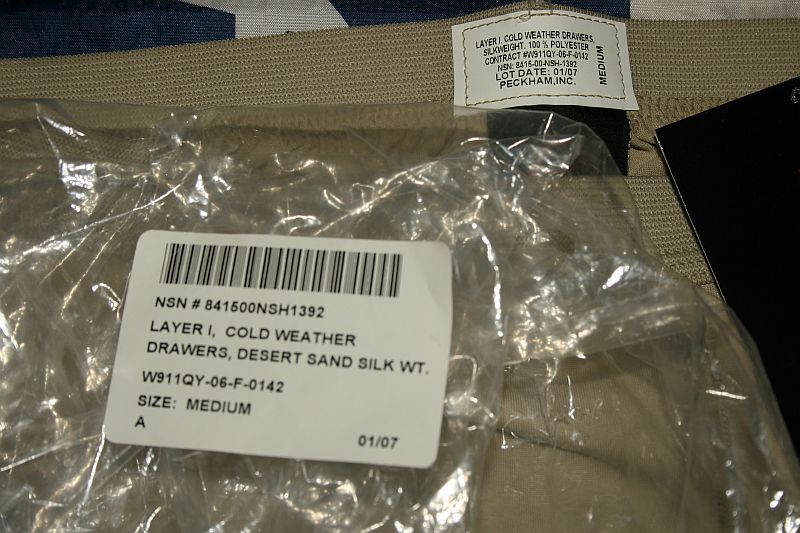 LAYER I. COLD WEATHER DRAWERS,
SILKWEIGHT. 100 % POLYESTER
CONTRACT #W911QY-06-F-0142
NSN: 8415-00-NSH-1392
LOT DATE: 01/07
PECKHAM,INC.
MEDIUM
NSN # 841500NSH1392
LAYER I, COLD WEATHER
DRAWERS, DESERT SAND SILK WT.
W911QY-06-F-0142
SIZE: MEDIUM
A
01/07